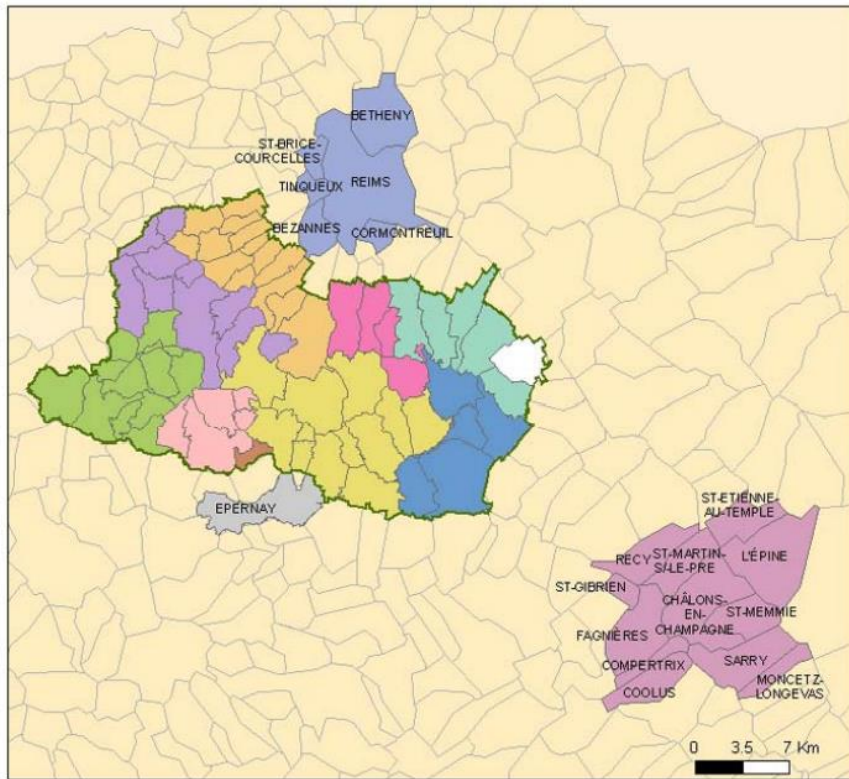 BETHENY
ST-BRICE-
COURCELLES
TINQUEUX
REIMS
BEZANNES
CORMONTREUIL
EPERNAY
ST-ETIENNE-
AU-TEMPLE
RECY
ST-MARTIN-
S/-LE-PRE
L'ÉPINE
ST-GIBRIEN
CHÂLONS-
EN-
CHAMPAGNE
ST-MEMMIE
FAGNIÈRES
COMPERTRIX
SARRY
COOLUS
MONCETZ-
LONGEVAS
0 3.5 7 Km